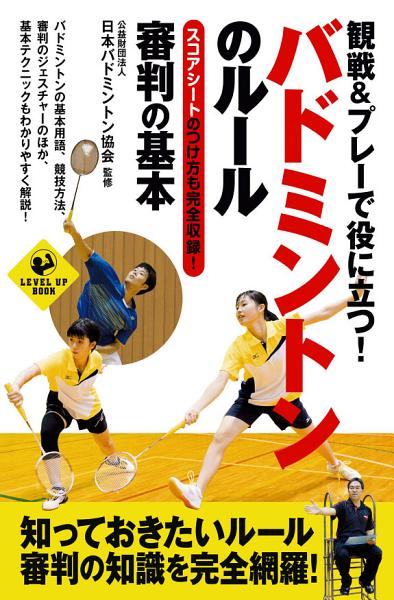 観戦&プレーで役に立つ!
バドミントン
のルール
審判の基本
スコアシートのつけ方も完全収録!
公益財団法人
日本バドミントン協会 監修
バドミントンの基本用語、競技方法、
審判のジェスチャーのほか、
基本テクニックもわかりやすく解説!
LEVEL UP
BOOK
知っておきたいルール
審判の知識を完全網羅!